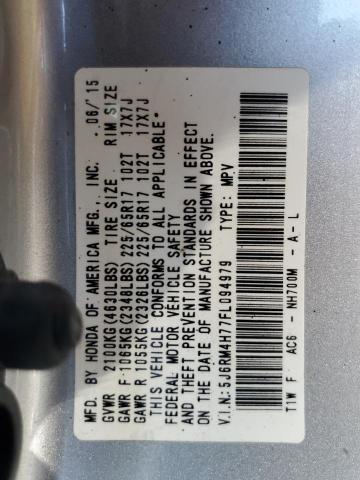 MFD. BY HONDA OF AMERICA MFG., INC. 06/15
GVWR 2100KG(4630LBS) TIRE SIZE RIM SIZE
GAWR F 1065KG(2348LBS) 225/65R17 102T 17X7J
GAWR R 1055KG(2326LBS) 225/65R17 102T 17X7J
"THIS VEHICLE CONFORMS TO ALL APPLICABLE"
FEDERAL MOTOR VEHICLE SAFETY
AND THEFT PREVENTION STANDARDS IN EFFECT
ON THE DATE OF MANUFACTURE SHOWN ABOVE.
V.I.N.: 5J6RM4H77FL094979 TYPE: MPV
T1W F AC6 - NH700M - A - L